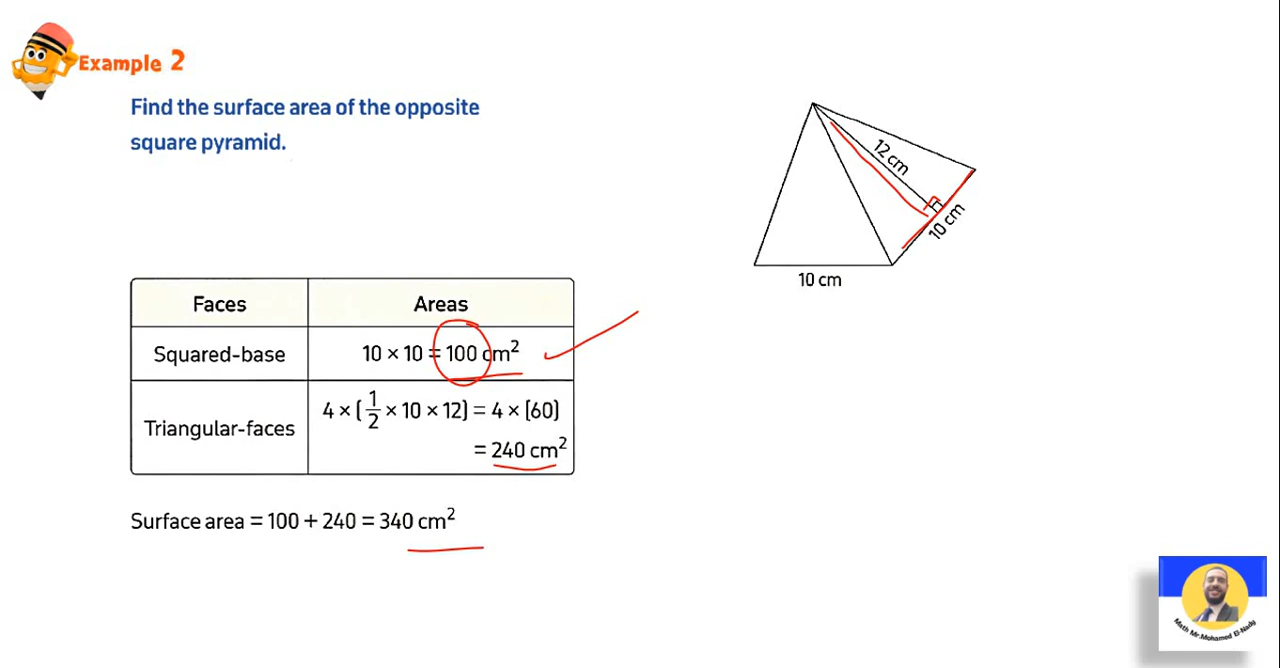 Example 2
Find the surface area of the opposite
square pyramid.
12 cm
10 cm
10 cm
Faces Areas
Squared-base 10 × 10 = 100 cm²
Triangular-faces 4 × (1/2 × 10 × 12) = 4 × (60)
= 240 cm²
Surface area = 100 + 240 = 340 cm²
Math Mr.Mohamed El-Nady